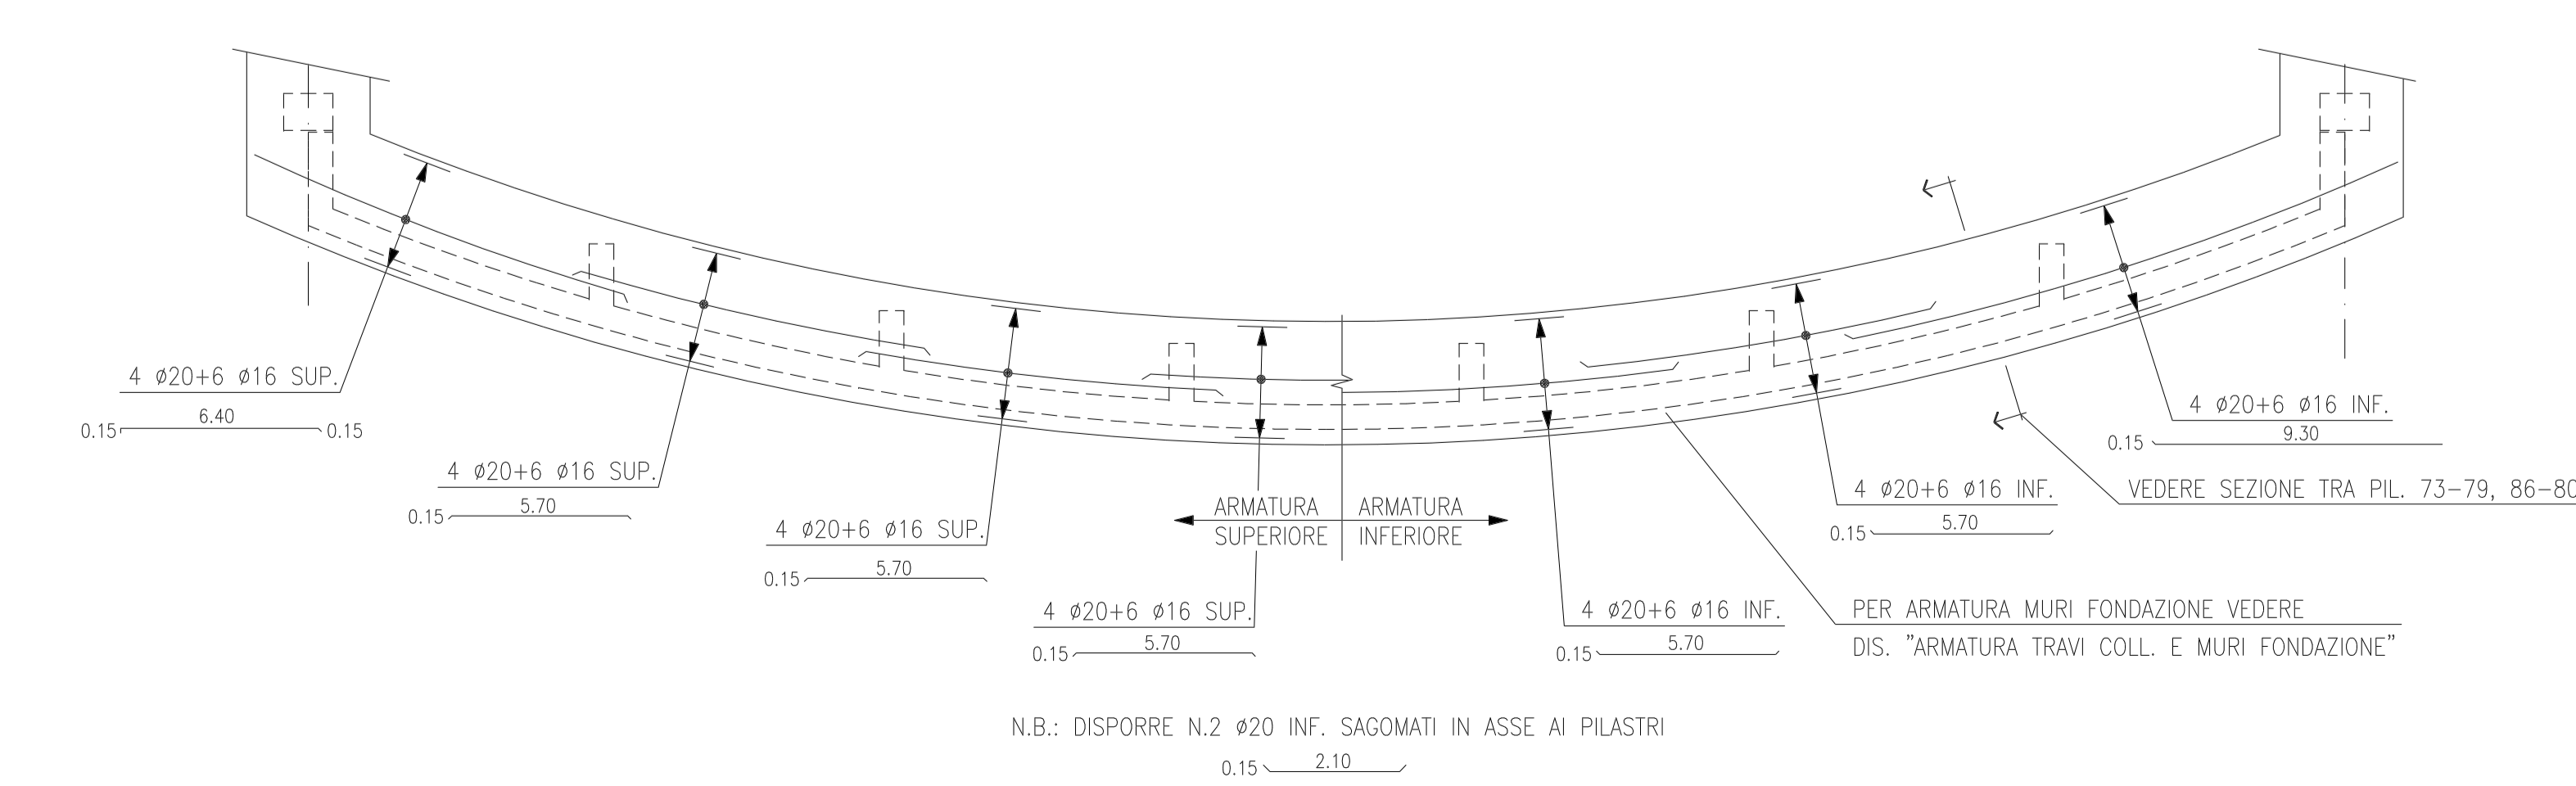 4 ø20+6 ø16 SUP.
6.40
0.15
0.15
4 ø20+6 ø16 SUP.
5.70
0.15
4 ø20+6 ø16 SUP.
5.70
0.15
4 ø20+6 ø16 SUP.
5.70
0.15
ARMATURA
SUPERIORE
ARMATURA
INFERIORE
4 ø20+6 ø16 INF.
5.70
0.15
4 ø20+6 ø16 INF.
5.70
0.15
4 ø20+6 ø16 INF.
9.30
0.15
VEDERE SEZIONE TRA PIL. 73-79, 86-80
PER ARMATURA MURI FONDAZIONE VEDERE
DIS. "ARMATURA TRAVI COLL. E MURI FONDAZIONE"
N.B.: DISPORRE N.2 ø20 INF. SAGOMATI IN ASSE AI PILASTRI
2.10
0.15